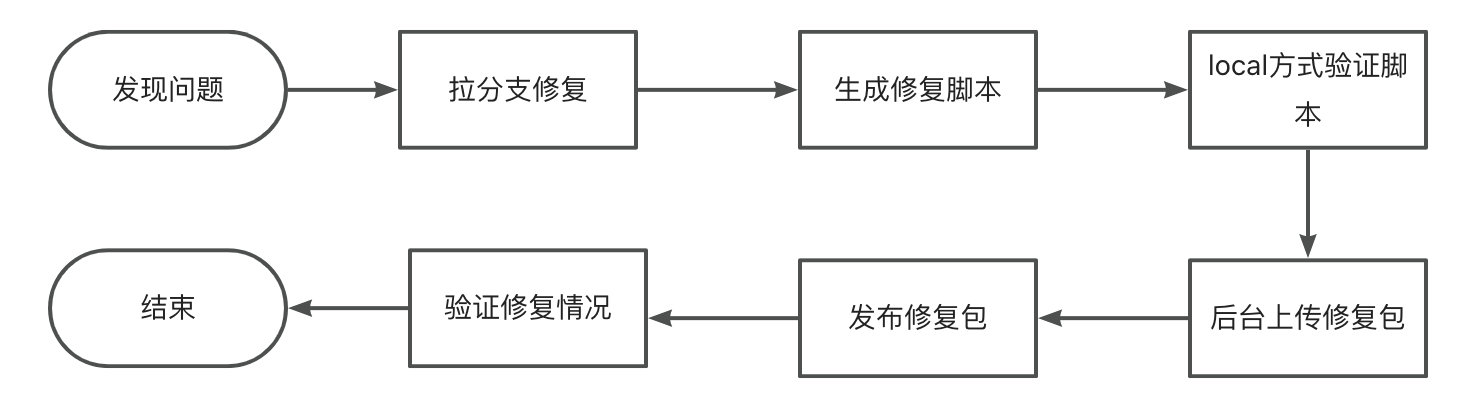 发现问题
拉分支修复
生成修复脚本
local方式验证脚
本
后台上传修复包
发布修复包
验证修复情况
结束